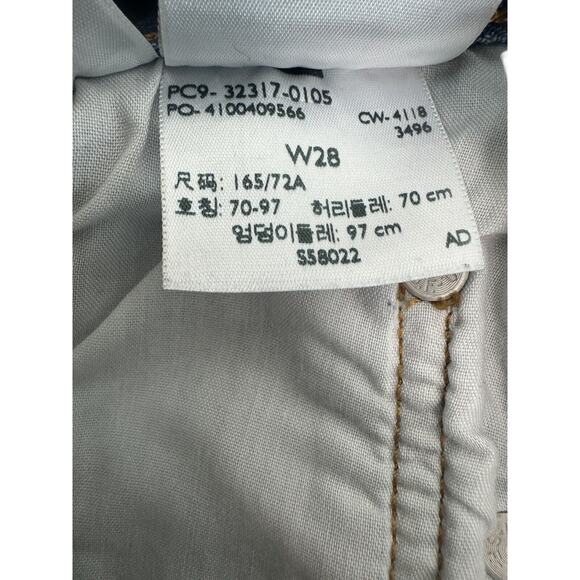 PC9- 32317-0105
PO- 4100409566 CW- 4118
3496
W28
尺码: 165/72A
호칭: 70-97 허리둘레: 70 cm
엉덩이둘레: 97 cm
S58022 AD